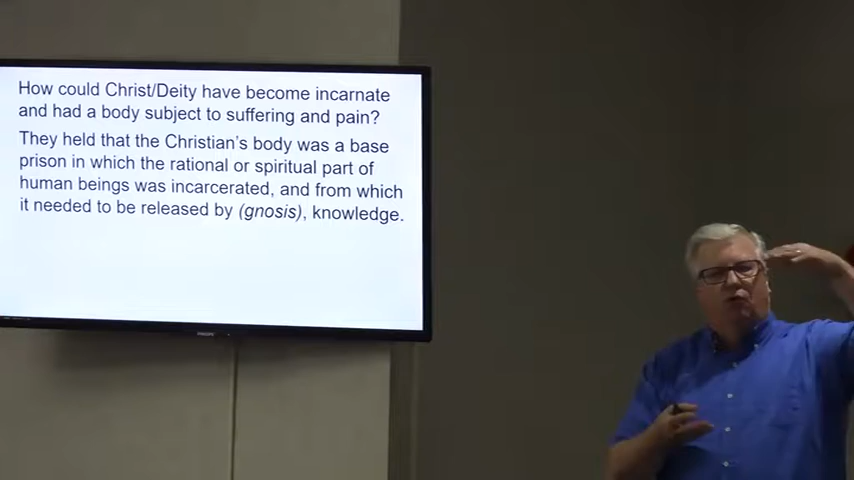 How could Christ/Deity have become incarnate
and had a body subject to suffering and pain?
They held that the Christian's body was a base
prison in which the rational or spiritual part of
human beings was incarcerated, and from which
it needed to be released by (gnosis), knowledge.
PHILIPS